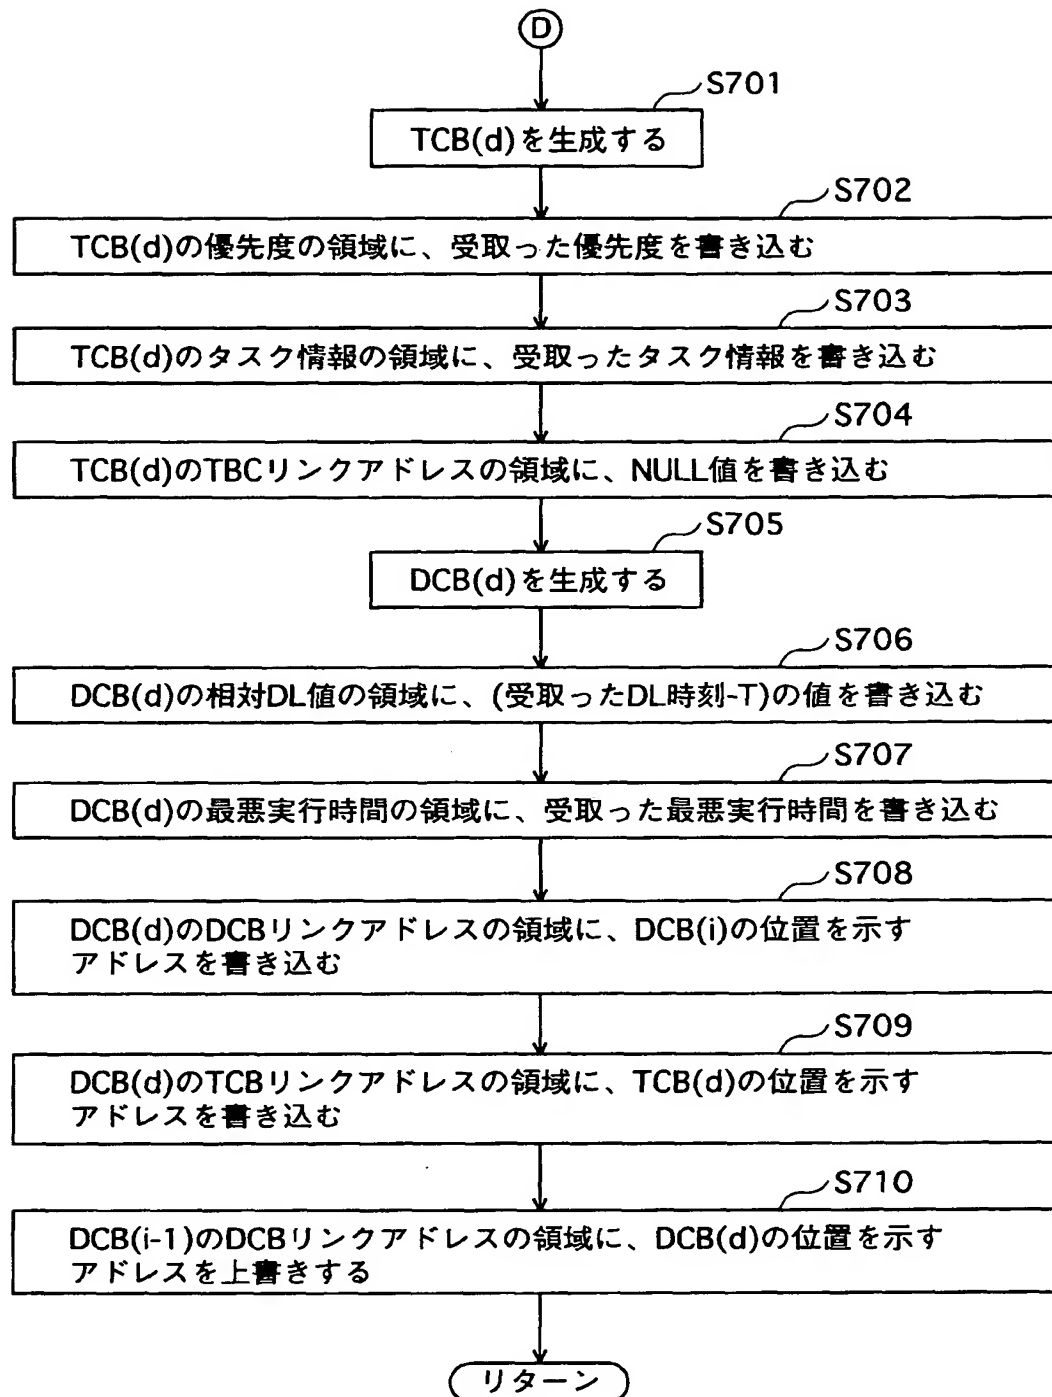 D
S701
TCB(d)を生成する
S702
TCB(d)の優先度の領域に、受取った優先度を書き込む
S703
TCB(d)のタスク情報の領域に、受取ったタスク情報を書き込む
S704
TCB(d)のTBCリンクアドレスの領域に、NULL値を書き込む
S705
DCB(d)を生成する
S706
DCB(d)の相対DL値の領域に、(受取ったDL時刻-T)の値を書き込む
S707
DCB(d)の最悪実行時間の領域に、受取った最悪実行時間を書き込む
S708
DCB(d)のDCBリンクアドレスの領域に、DCB(i)の位置を示す
アドレスを書き込む
S709
DCB(d)のTCBリンクアドレスの領域に、TCB(d)の位置を示す
アドレスを書き込む
S710
DCB(i-1)のDCBリンクアドレスの領域に、DCB(d)の位置を示す
アドレスを上書きする
リターン